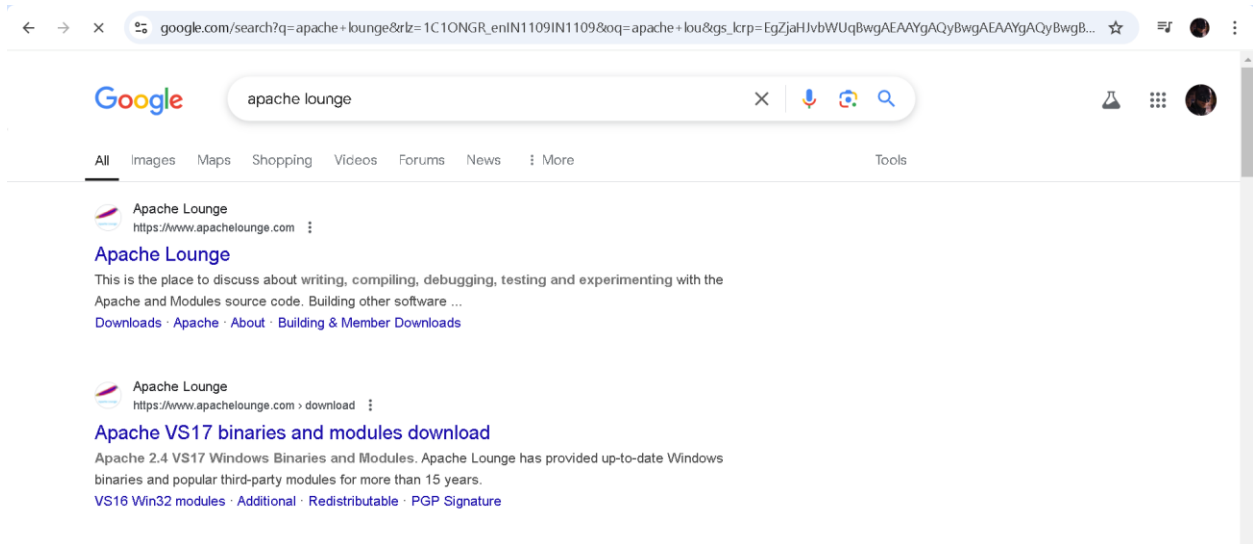 google.com/search?q=apache+lounge&rlz=1C1ONGR_enIN1109IN1109&oq=apache+lou&gs_lcrp=EgZjaHJvbWUqBwgAEAAYgAQyBwgAEAAYgAQyBwgB...
Google apache lounge
All Images Maps Shopping Videos Forums News ⋮ More Tools
Apache Lounge
https://www.apachelounge.com
Apache Lounge
This is the place to discuss about writing, compiling, debugging, testing and experimenting with the
Apache and Modules source code. Building other software ...
Downloads · Apache · About · Building & Member Downloads
Apache Lounge
https://www.apachelounge.com › download
Apache VS17 binaries and modules download
Apache 2.4 VS17 Windows Binaries and Modules. Apache Lounge has provided up-to-date Windows
binaries and popular third-party modules for more than 15 years.
VS16 Win32 modules · Additional · Redistributable · PGP Signature